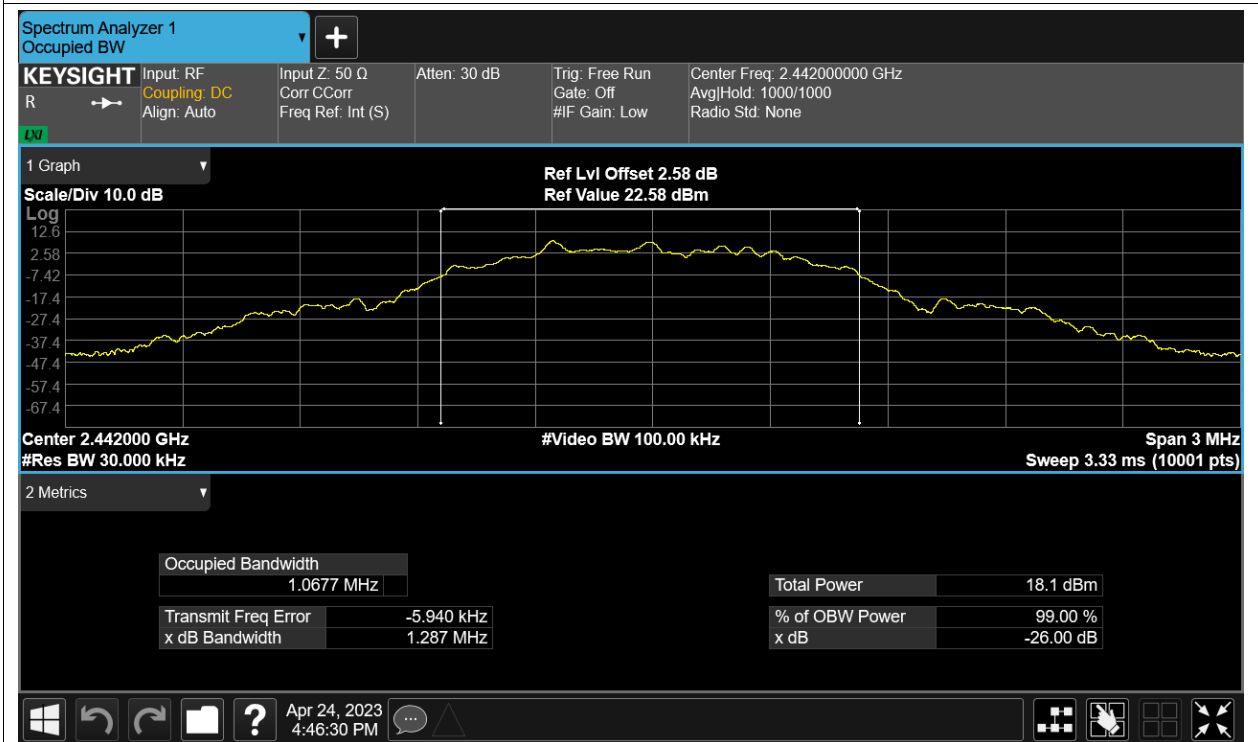 Spectrum Analyzer 1
Occupied BW
KEYSIGHT
R
LXI
Input: RF
Coupling: DC
Align: Auto
Input Z: 50 Ω
Corr CCorr
Freq Ref: Int (S)
Atten: 30 dB
Trig: Free Run
Gate: Off
#IF Gain: Low
Center Freq: 2.442000000 GHz
Avg|Hold: 1000/1000
Radio Std: None
1 Graph
Scale/Div 10.0 dB
Ref Lvl Offset 2.58 dB
Ref Value 22.58 dBm
Log
12.6
2.58
-7.42
-17.4
-27.4
-37.4
-47.4
-57.4
-67.4
Center 2.442000 GHz
#Res BW 30.000 kHz
#Video BW 100.00 kHz
Span 3 MHz
Sweep 3.33 ms (10001 pts)
2 Metrics
Occupied Bandwidth
1.0677 MHz
Transmit Freq Error -5.940 kHz
x dB Bandwidth 1.287 MHz
Total Power 18.1 dBm
% of OBW Power 99.00 %
x dB -26.00 dB
?
Apr 24, 2023
4:46:30 PM